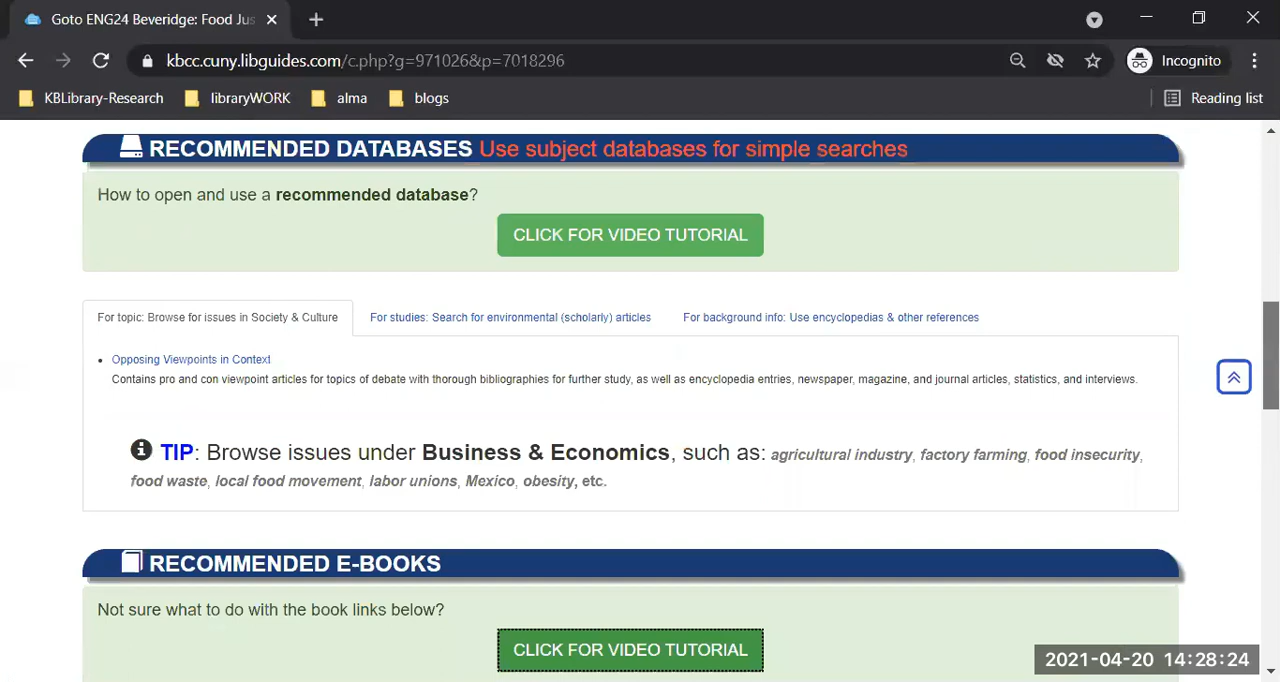 Goto ENG24 Beveridge: Food Jus
kbcc.cuny.libguides.com/c.php?g=971026&p=7018296
Incognito
KBLibrary-Research libraryWORK alma blogs Reading list
RECOMMENDED DATABASES Use subject databases for simple searches
How to open and use a recommended database?
CLICK FOR VIDEO TUTORIAL
For topic: Browse for issues in Society & Culture For studies: Search for environmental (scholarly) articles For background info: Use encyclopedias & other references
Opposing Viewpoints in Context
Contains pro and con viewpoint articles for topics of debate with thorough bibliographies for further study, as well as encyclopedia entries, newspaper, magazine, and journal articles, statistics, and interviews.
TIP: Browse issues under Business & Economics, such as: agricultural industry, factory farming, food insecurity,
food waste, local food movement, labor unions, Mexico, obesity, etc.
RECOMMENDED E-BOOKS
Not sure what to do with the book links below?
CLICK FOR VIDEO TUTORIAL
2021-04-20 14:28:24